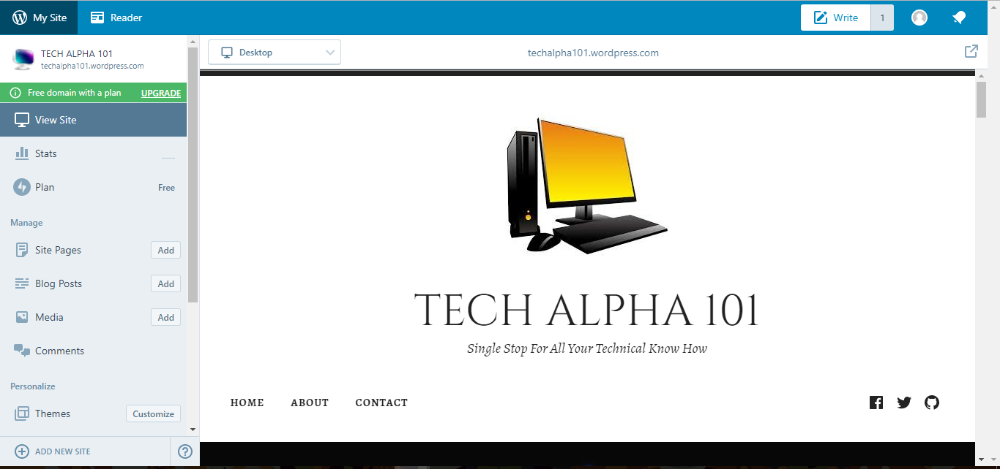 My Site
Reader
Write
1
TECH ALPHA 101
techalpha101.wordpress.com
Free domain with a plan UPGRADE
View Site
Stats
Plan Free
Manage
Site Pages Add
Blog Posts Add
Media Add
Comments
Personalize
Themes Customize
ADD NEW SITE
Desktop
techalpha101.wordpress.com
TECH ALPHA 101
Single Stop For All Your Technical Know How
HOME ABOUT CONTACT